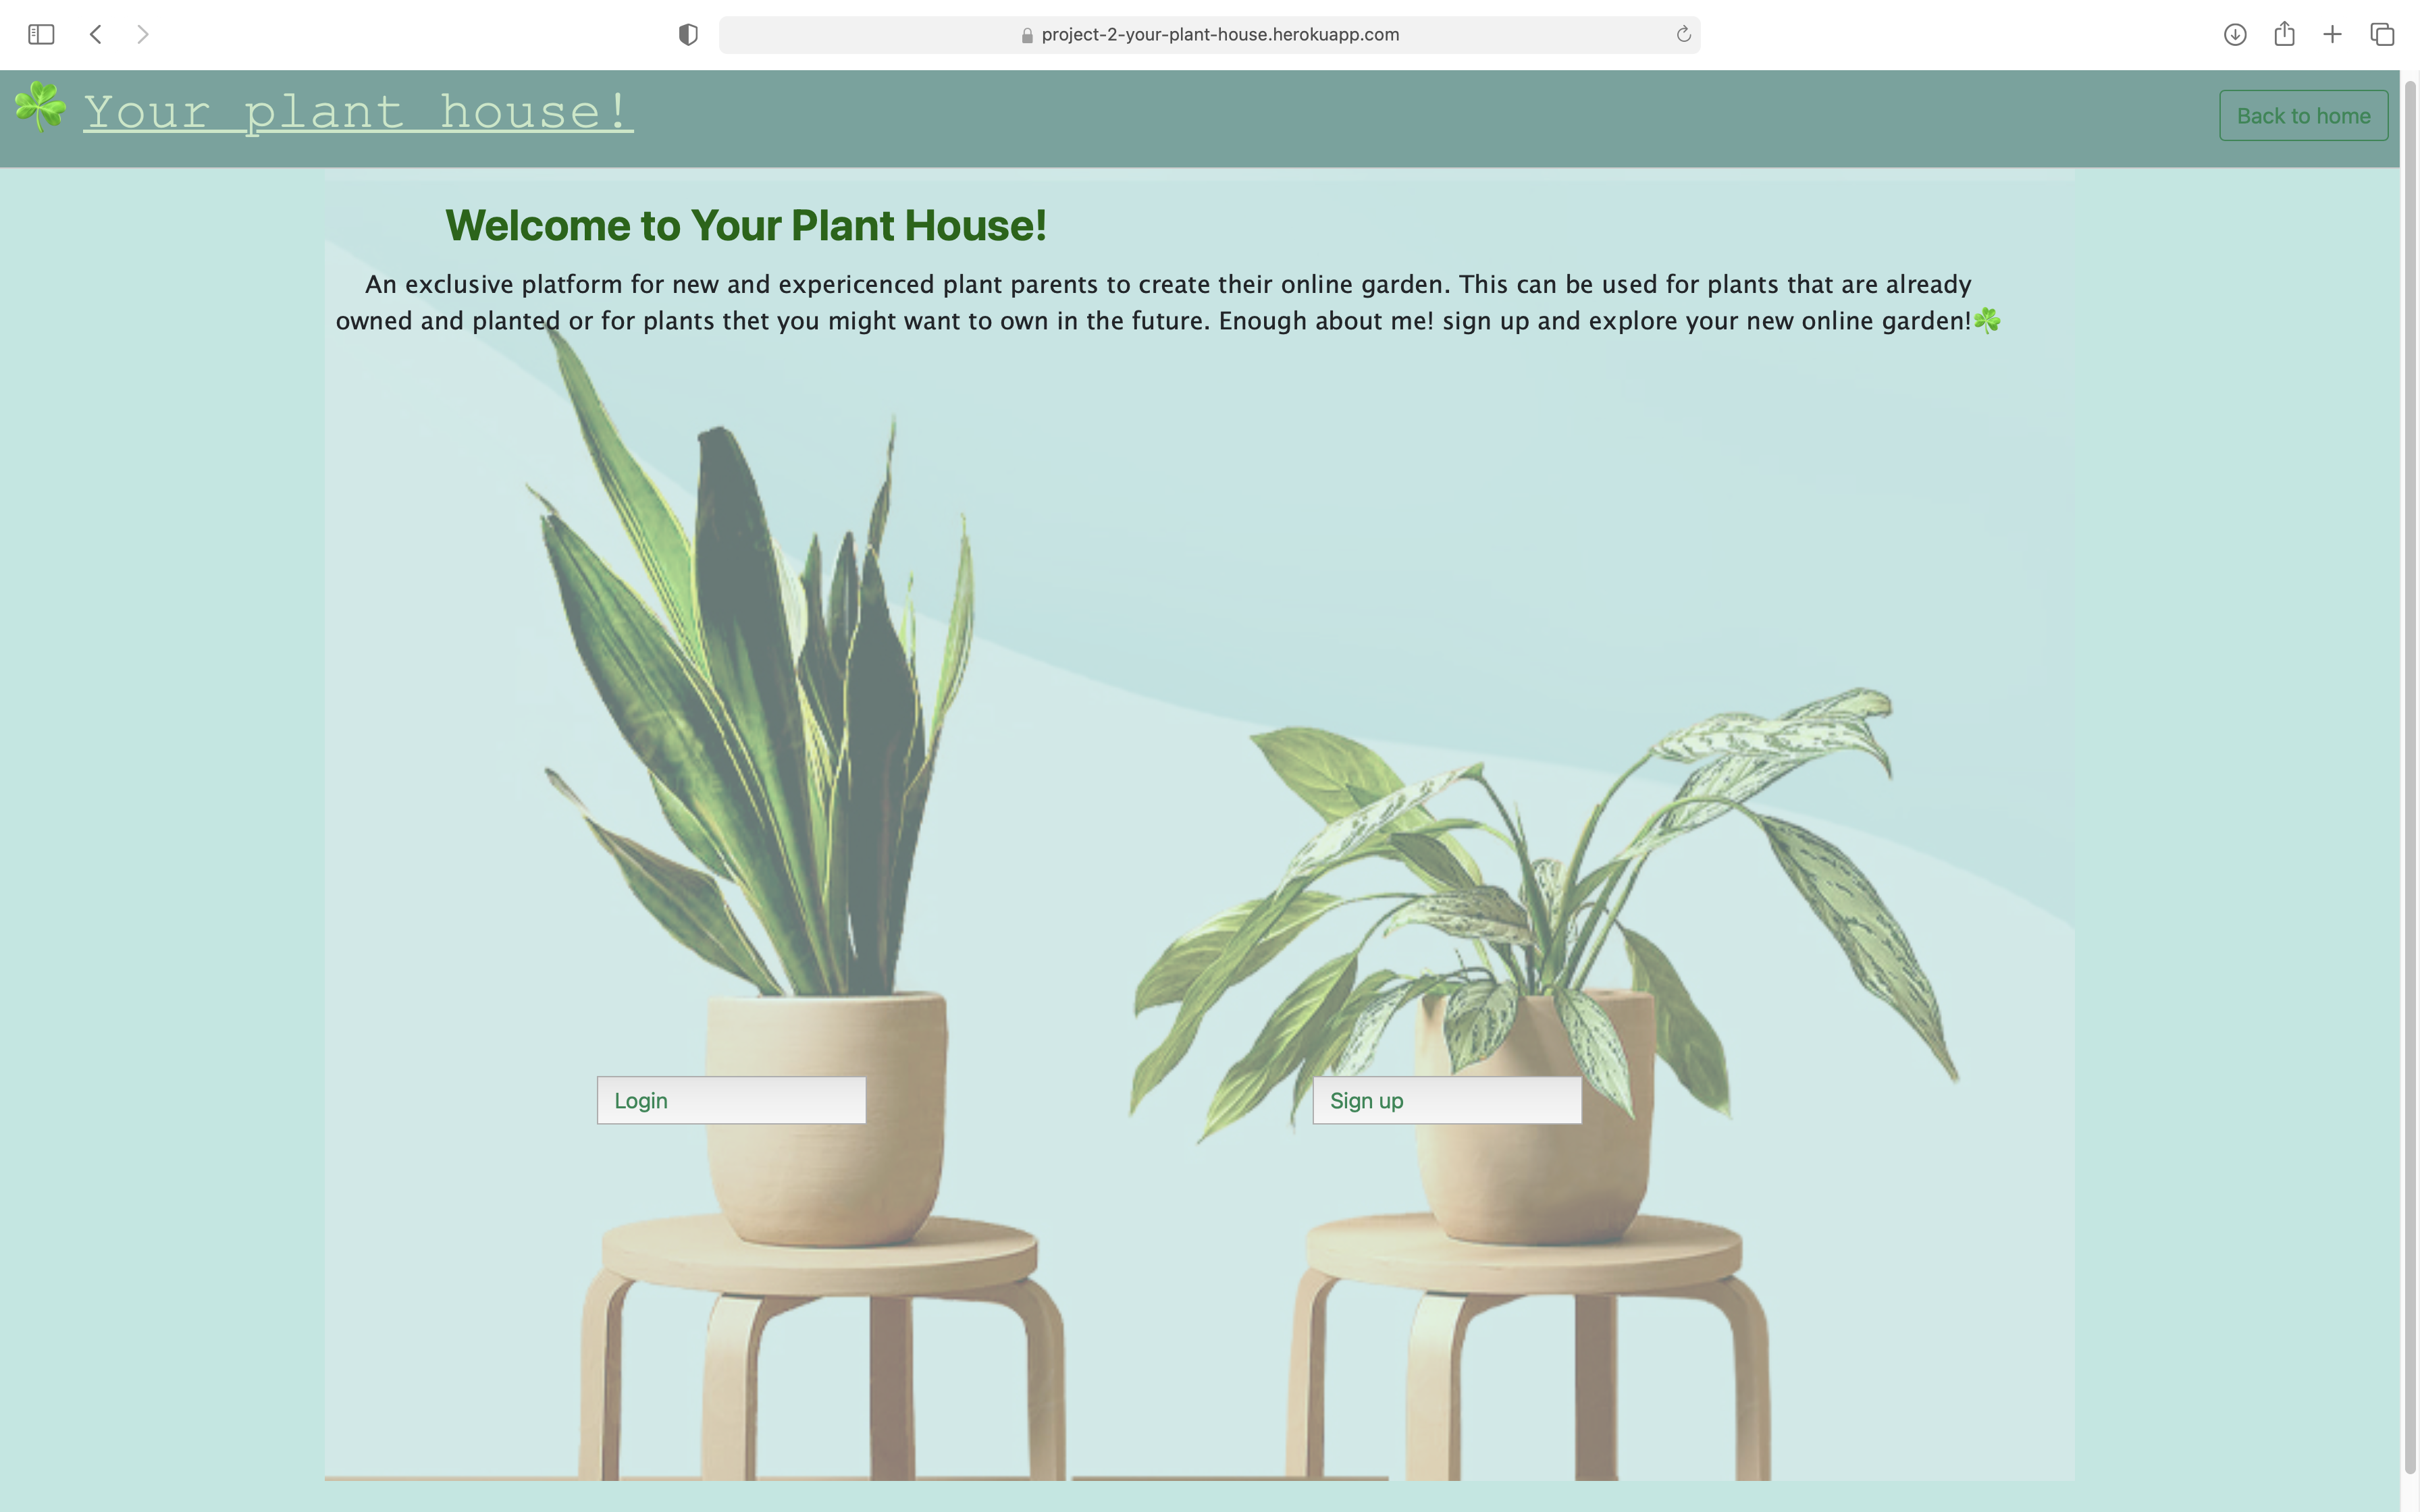 project-2-your-plant-house.herokuapp.com
Your plant house!
Back to home
Welcome to Your Plant House!
An exclusive platform for new and expericenced plant parents to create their online garden. This can be used for plants that are already
owned and planted or for plants thet you might want to own in the future. Enough about me! sign up and explore your new online garden!☘️
Login
Sign up